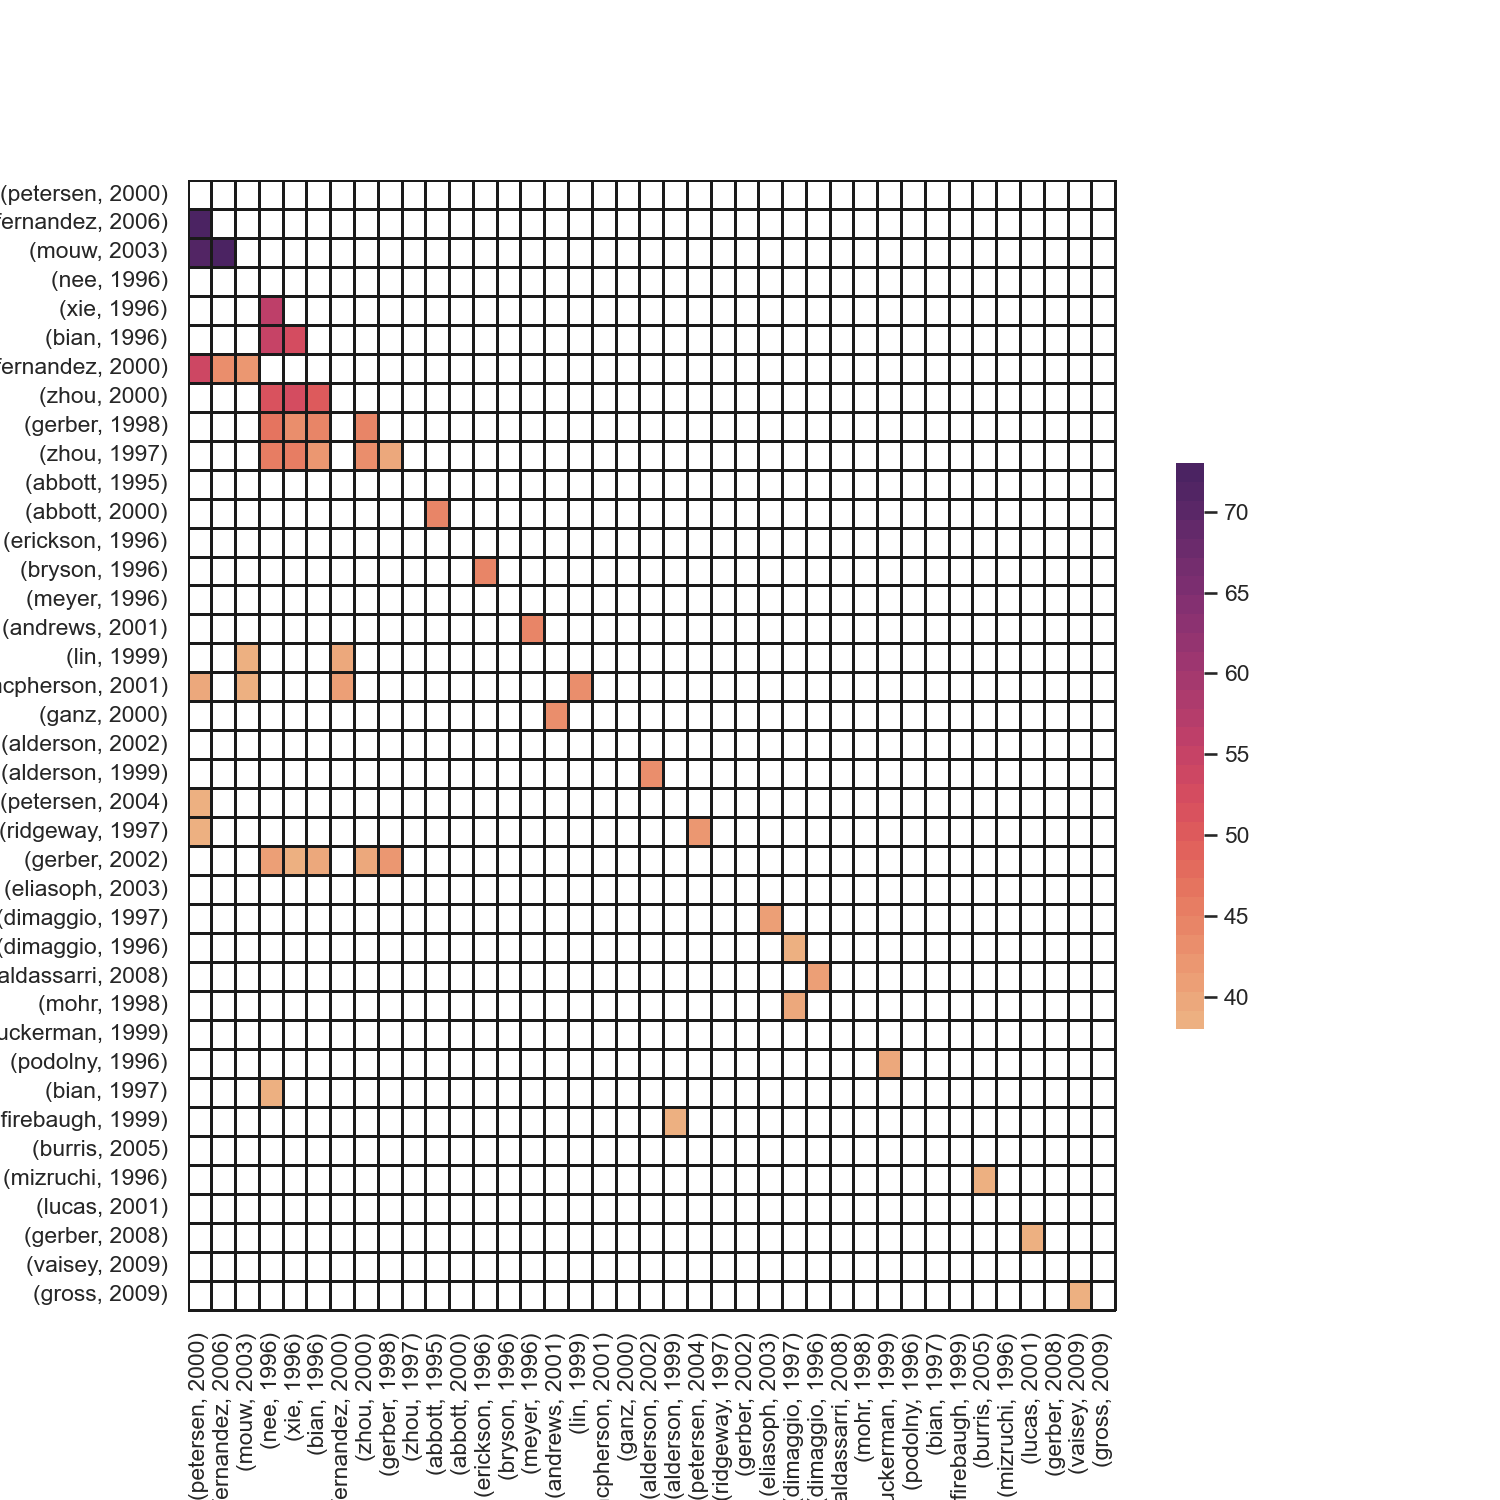 (petersen, 2000)
fernandez, 2006)
(mouw, 2003)
(nee, 1996)
(xie, 1996)
(bian, 1996)
fernandez, 2000)
(zhou, 2000)
(gerber, 1998)
(zhou, 1997)
(abbott, 1995)
(abbott, 2000)
(erickson, 1996)
(bryson, 1996)
(meyer, 1996)
(andrews, 2001)
(lin, 1999)
cpherson, 2001)
(ganz, 2000)
(alderson, 2002)
(alderson, 1999)
(petersen, 2004)
(ridgeway, 1997)
(gerber, 2002)
(eliasoph, 2003)
(dimaggio, 1997)
(dimaggio, 1996)
aldassarri, 2008)
(mohr, 1998)
uckerman, 1999)
(podolny, 1996)
(bian, 1997)
firebaugh, 1999)
(burris, 2005)
(mizruchi, 1996)
(lucas, 2001)
(gerber, 2008)
(vaisey, 2009)
(gross, 2009)
70
65
60
55
50
45
40
(petersen, 2000)
ernandez, 2006)
(mouw, 2003)
(nee, 1996)
(xie, 1996)
(bian, 1996)
ernandez, 2000)
(zhou, 2000)
(gerber, 1998)
(zhou, 1997)
(abbott, 1995)
(abbott, 2000)
(erickson, 1996)
(bryson, 1996)
(meyer, 1996)
(andrews, 2001)
(lin, 1999)
cpherson, 2001)
(ganz, 2000)
(alderson, 2002)
(alderson, 1999)
(petersen, 2004)
(ridgeway, 1997)
(gerber, 2002)
(eliasoph, 2003)
(dimaggio, 1997)
(dimaggio, 1996)
aldassarri, 2008)
(mohr, 1998)
uckerman, 1999)
(podolny, 1996)
(bian, 1997)
firebaugh, 1999)
(burris, 2005)
(mizruchi, 1996)
(lucas, 2001)
(gerber, 2008)
(vaisey, 2009)
(gross, 2009)